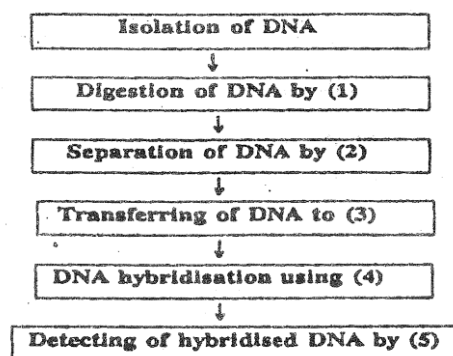 Isolation of DNA
↓
Digestion of DNA by (1)
↓
Separation of DNA by (2)
↓
Transferring of DNA to (3)
↓
DNA hybridisation using (4)
↓
Detecting of hybridised DNA by (5)